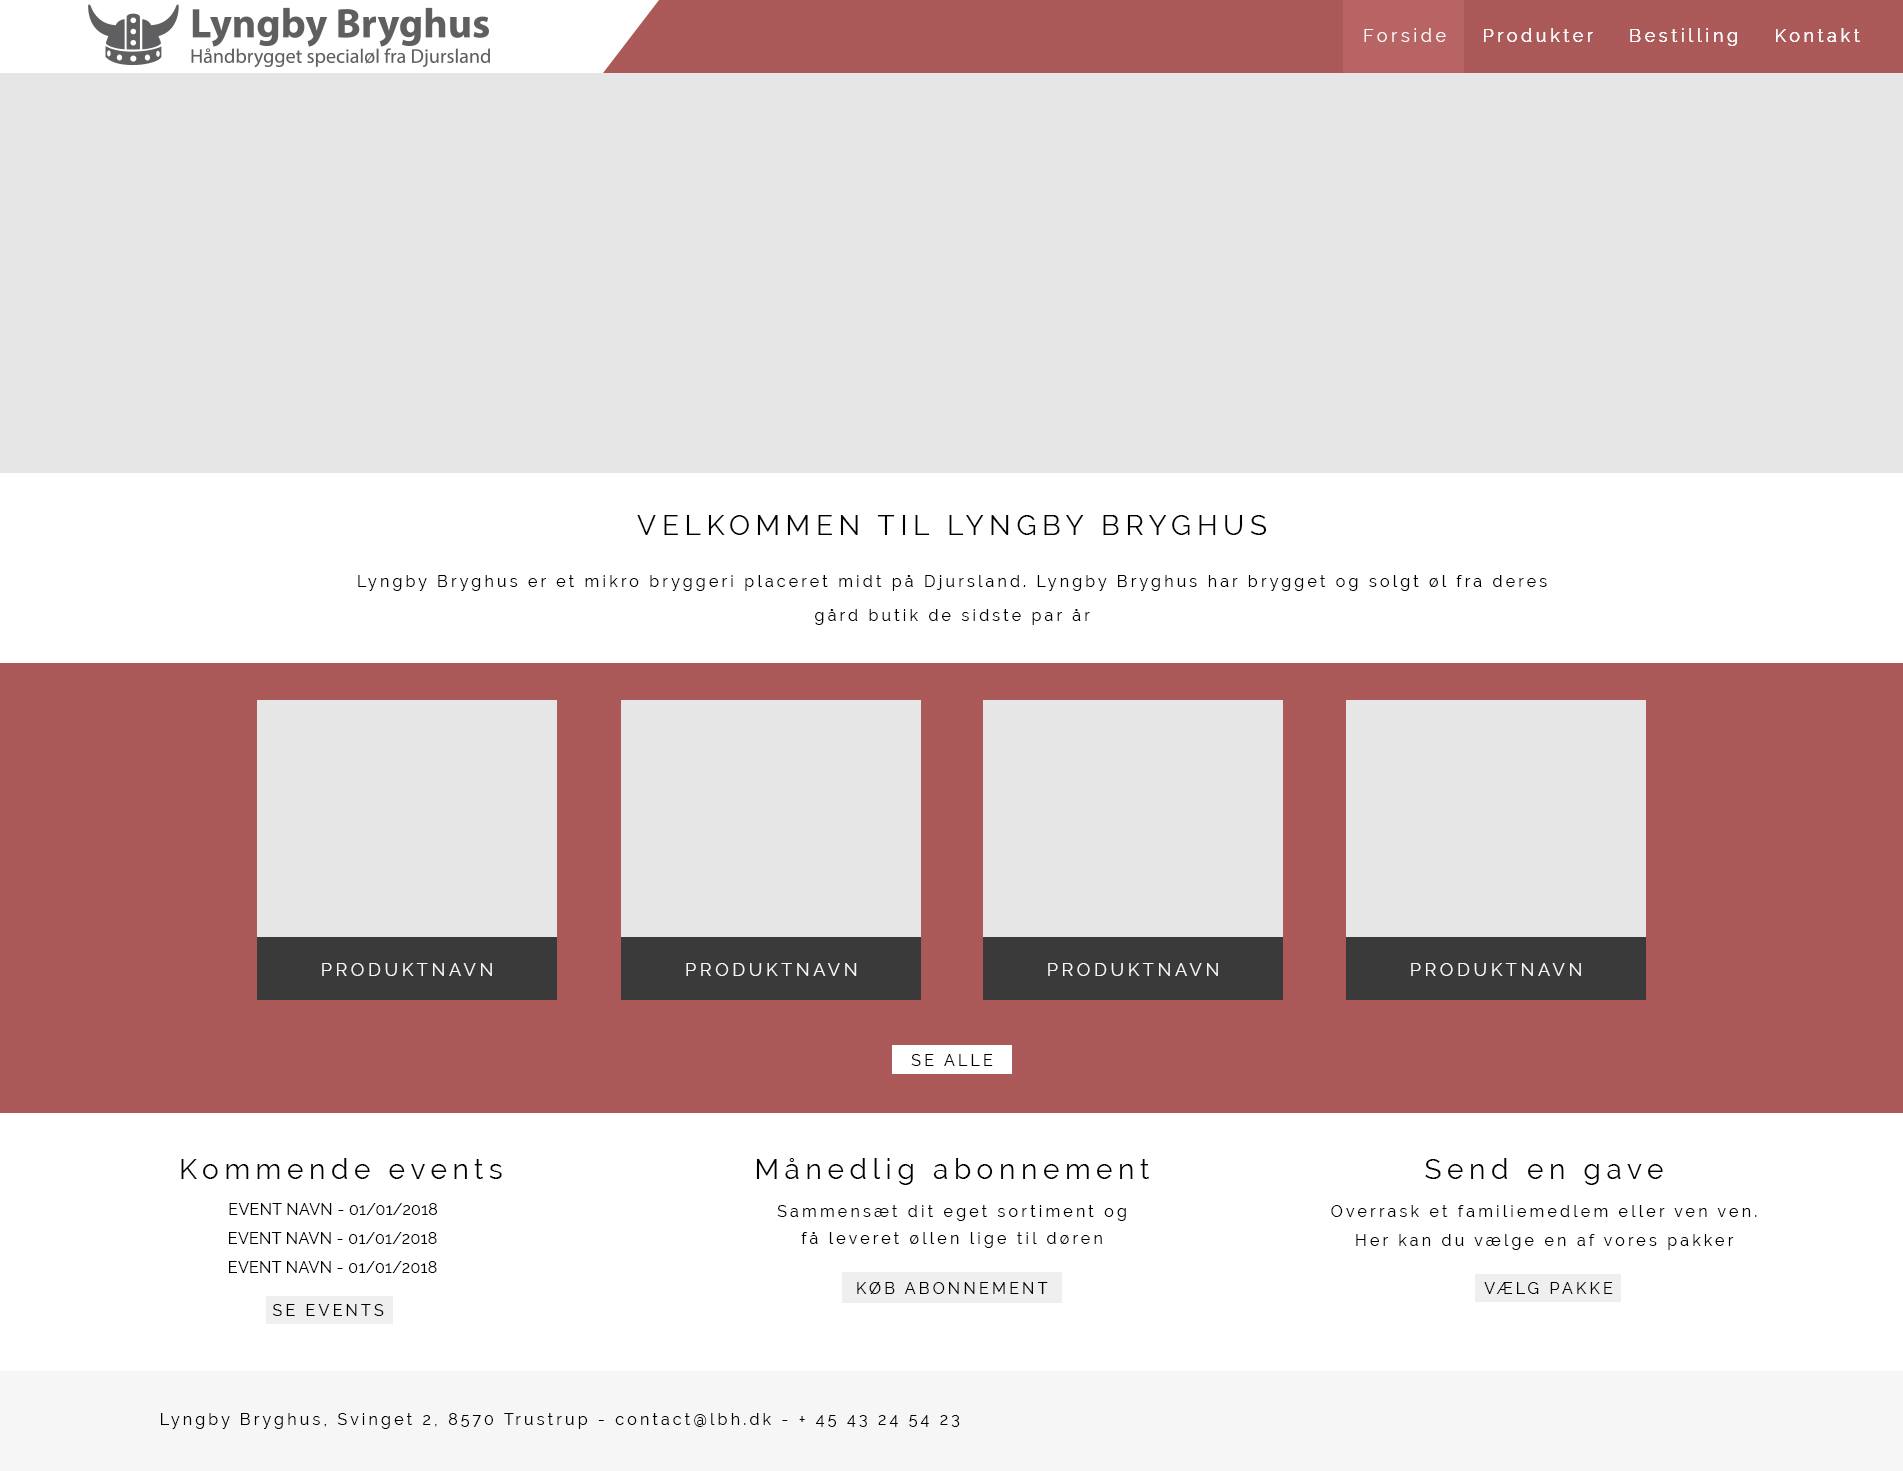 Lyngby Bryghus
Håndbrygget specialøl fra Djursland
Forside Produkter Bestilling Kontakt
VELKOMMEN TIL LYNGBY BRYGHUS
Lyngby Bryghus er et mikro bryggeri placeret midt på Djursland. Lyngby Bryghus har brygget og solgt øl fra deres
gård butik de sidste par år
PRODUKTNAVN
PRODUKTNAVN
PRODUKTNAVN
PRODUKTNAVN
SE ALLE
Kommende events
EVENT NAVN - 01/01/2018
EVENT NAVN - 01/01/2018
EVENT NAVN - 01/01/2018
SE EVENTS
Månedlig abonnement
Sammensæt dit eget sortiment og
få leveret øllen lige til døren
KØB ABONNEMENT
Send en gave
Overrask et familiemedlem eller ven ven.
Her kan du vælge en af vores pakker
VÆLG PAKKE
Lyngby Bryghus, Svinget 2, 8570 Trustrup - contact@lbh.dk - + 45 43 24 54 23